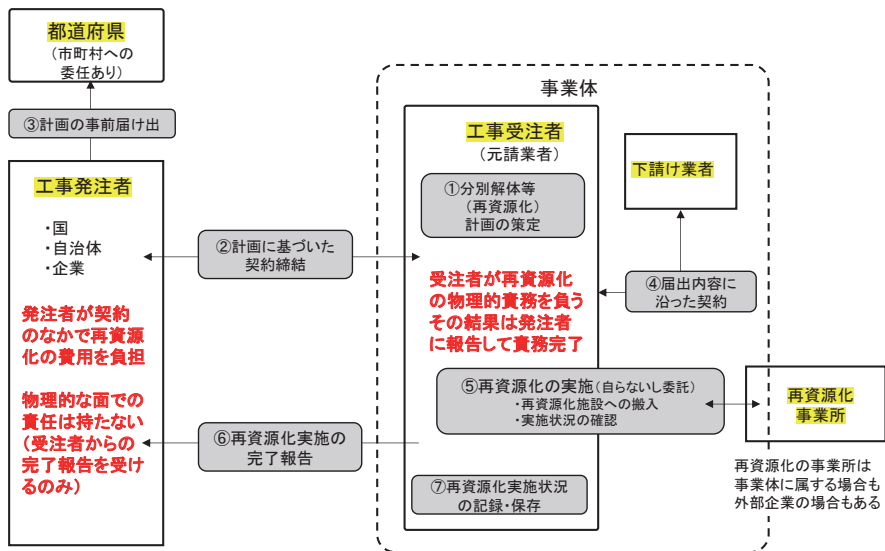 都道府県
(市町村への
委任あり)
③計画の事前届け出
工事発注者
・国
・自治体
・企業
発注者が契約
のなかで再資源
化の費用を負担
物理的な面での
責任は持たない
(受注者からの
完了報告を受け
るのみ)
②計画に基づいた
契約締結
⑥再資源化実施の
完了報告
事業体
工事受注者
(元請業者)
①分別解体等
(再資源化)
計画の策定
受注者が再資源化
の物理的責務を負う
その結果は発注者
に報告して責務完了
⑤再資源化の実施(自らないし委託)
・再資源化施設への搬入
・実施状況の確認
⑦再資源化実施状況
の記録・保存
下請け業者
④届出内容に
沿った契約
再資源化
事業所
再資源化の事業所は
事業体に属する場合も
外部企業の場合もある